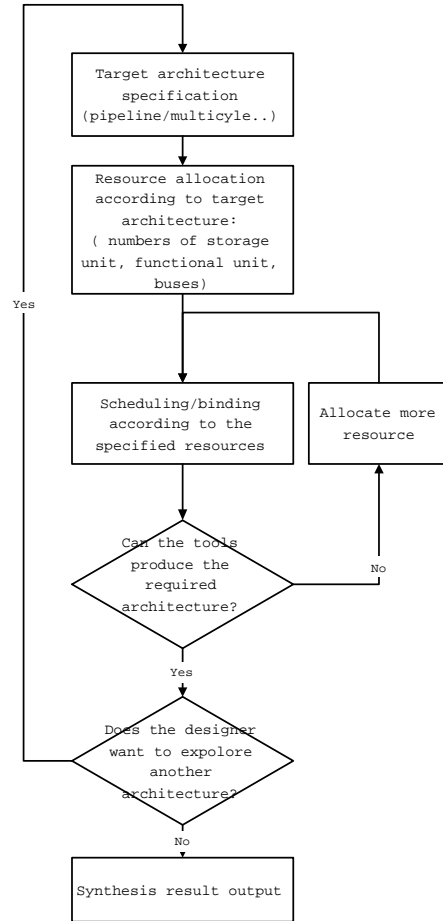 Target architecture
specification
(pipeline/multicyle..)
Resource allocation
according to target
architecture:
( numbers of storage
unit, functional unit,
buses)
Yes
Scheduling/binding
according to the
specified resources
Allocate more
resource
Can the tools
produce the
required
architecture?
No
Yes
Does the designer
want to expolore
another
architecture?
No
Synthesis result output